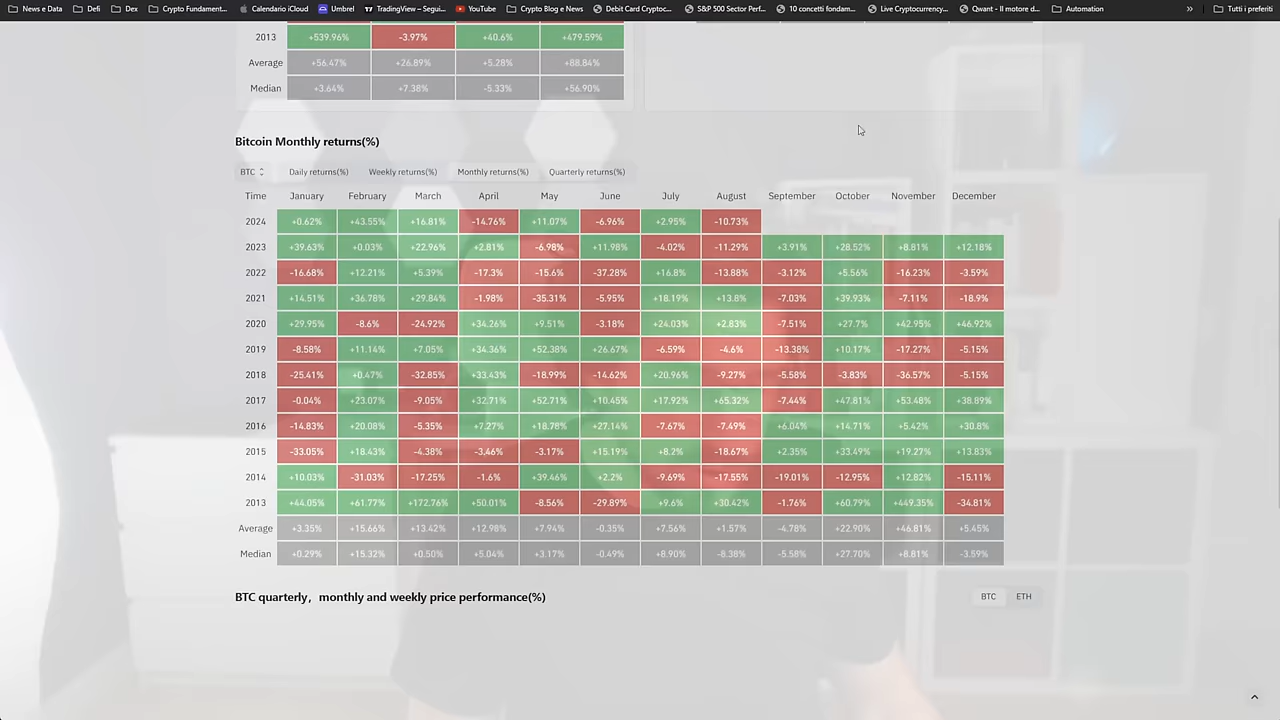 News e Data Defi Dex Crypto Fundament... Calendario iCloud Umbrel TradingView – Segui... YouTube Crypto Blog e News Debit Card Cryptoc... S&P 500 Sector Perf... 10 concetti fondam... Live Cryptocurrency... Qwant - Il motore d... Automation » Tutti i preferiti
2013 +539.96% -3.97% +40.6% +479.59%
Average +56.47% +26.89% +5.28% +88.84%
Median +3.64% +7.38% -5.33% +56.90%
Bitcoin Monthly returns(%)
BTC Daily returns(%) Weekly returns(%) Monthly returns(%) Quarterly returns(%)
Time January February March April May June July August September October November December
2024 +0.62% +43.55% +16.81% -14.76% +11.07% -6.96% +2.95% -10.73%
2023 +39.63% +0.03% +22.96% +2.81% -6.98% +11.98% -4.02% -11.29% +3.91% +28.52% +8.81% +12.18%
2022 -16.68% +12.21% +5.39% -17.3% -15.6% -37.28% +16.8% -13.88% -3.12% +5.56% -16.23% -3.59%
2021 +14.51% +36.78% +29.84% -1.98% -35.31% -5.95% +18.19% +13.8% -7.03% +39.93% -7.11% -18.9%
2020 +29.95% -8.6% -24.92% +34.26% +9.51% -3.18% +24.03% +2.83% -7.51% +27.7% +42.95% +46.92%
2019 -8.58% +11.14% +7.05% +34.36% +52.38% +26.67% -6.59% -4.6% -13.38% +10.17% -17.27% -5.15%
2018 -25.41% +0.47% -32.85% +33.43% -18.99% -14.62% +20.96% -9.27% -5.58% -3.83% -36.57% -5.15%
2017 -0.04% +23.07% -9.05% +32.71% +52.71% +10.45% +17.92% +65.32% -7.44% +47.81% +53.48% +38.89%
2016 -14.83% +20.08% -5.35% +7.27% +18.78% +27.14% -7.67% -7.49% +6.04% +14.71% +5.42% +30.8%
2015 -33.05% +18.43% -4.38% -3.46% -3.17% +15.19% +8.2% -18.67% +2.35% +33.49% +19.27% +13.83%
2014 +10.03% -31.03% -17.25% -1.6% +39.46% +2.2% -9.69% -17.55% -19.01% -12.95% +12.82% -15.11%
2013 +44.05% +61.77% +172.76% +50.01% -8.56% -29.89% +9.6% +30.42% -1.76% +60.79% +449.35% -34.81%
Average +3.35% +15.66% +13.42% +12.98% +7.94% -0.35% +7.56% +1.57% -4.78% +22.90% +46.81% +5.45%
Median +0.29% +15.32% +0.50% +5.04% +3.17% -0.49% +8.90% -8.38% -5.58% +27.70% +8.81% -3.59%
BTC quarterly，monthly and weekly price performance(%) BTC ETH